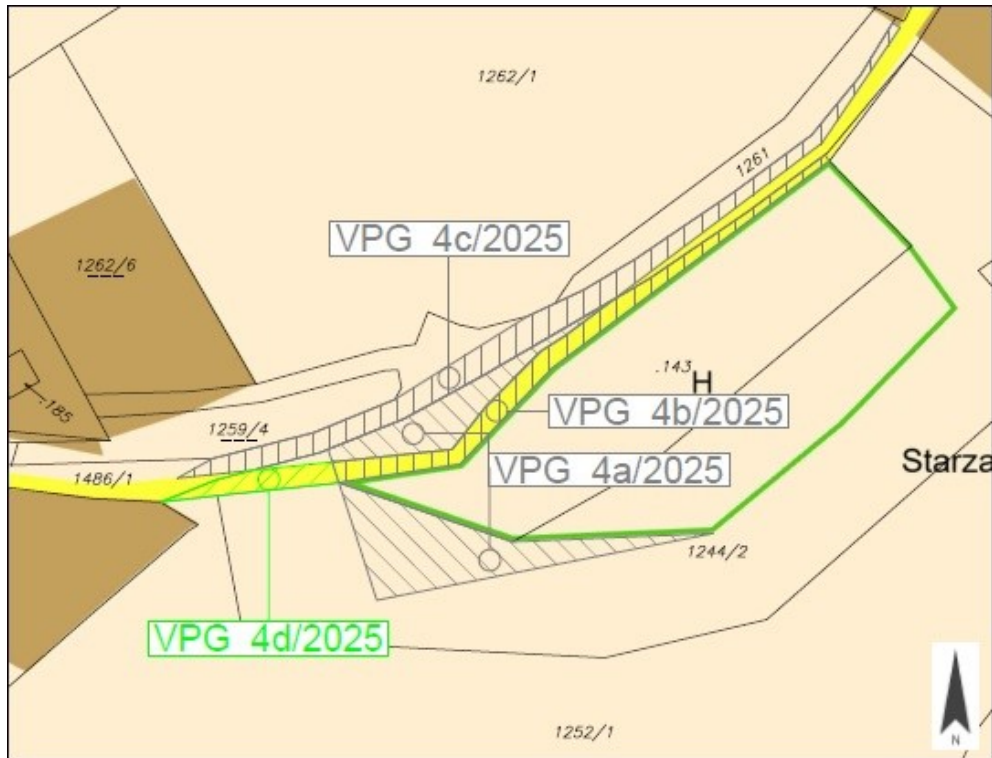 1262/1
1261
VPG 4c/2025
1262/6
.143
H
.185
VPG 4b/2025
1259/4
Starza
VPG 4a/2025
1486/1
1244/2
VPG 4d/2025
1252/1
N